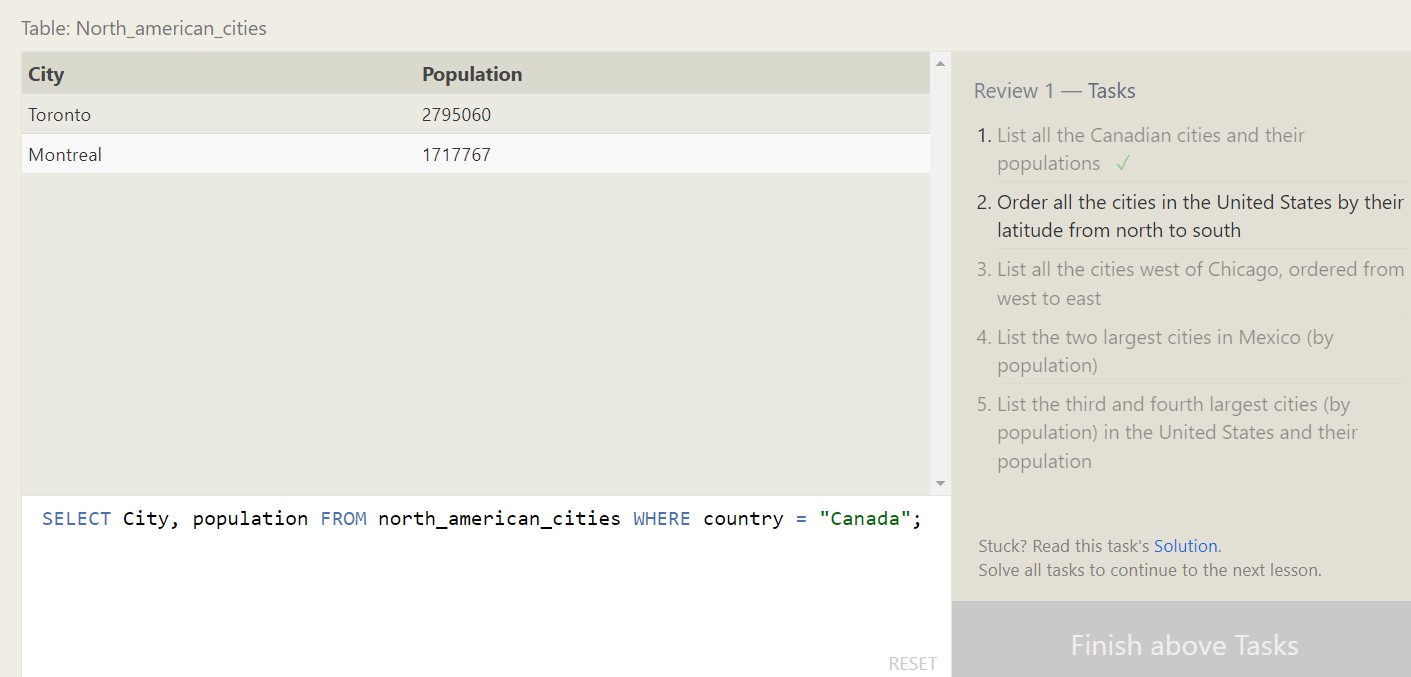 Table: North_american_cities
City Population
Toronto 2795060
Montreal 1717767
SELECT City, population FROM north_american_cities WHERE country = "Canada";
RESET
Review 1 — Tasks
1. List all the Canadian cities and their
populations ✓
2. Order all the cities in the United States by their
latitude from north to south
3. List all the cities west of Chicago, ordered from
west to east
4. List the two largest cities in Mexico (by
population)
5. List the third and fourth largest cities (by
population) in the United States and their
population
Stuck? Read this task's Solution.
Solve all tasks to continue to the next lesson.
Finish above Tasks